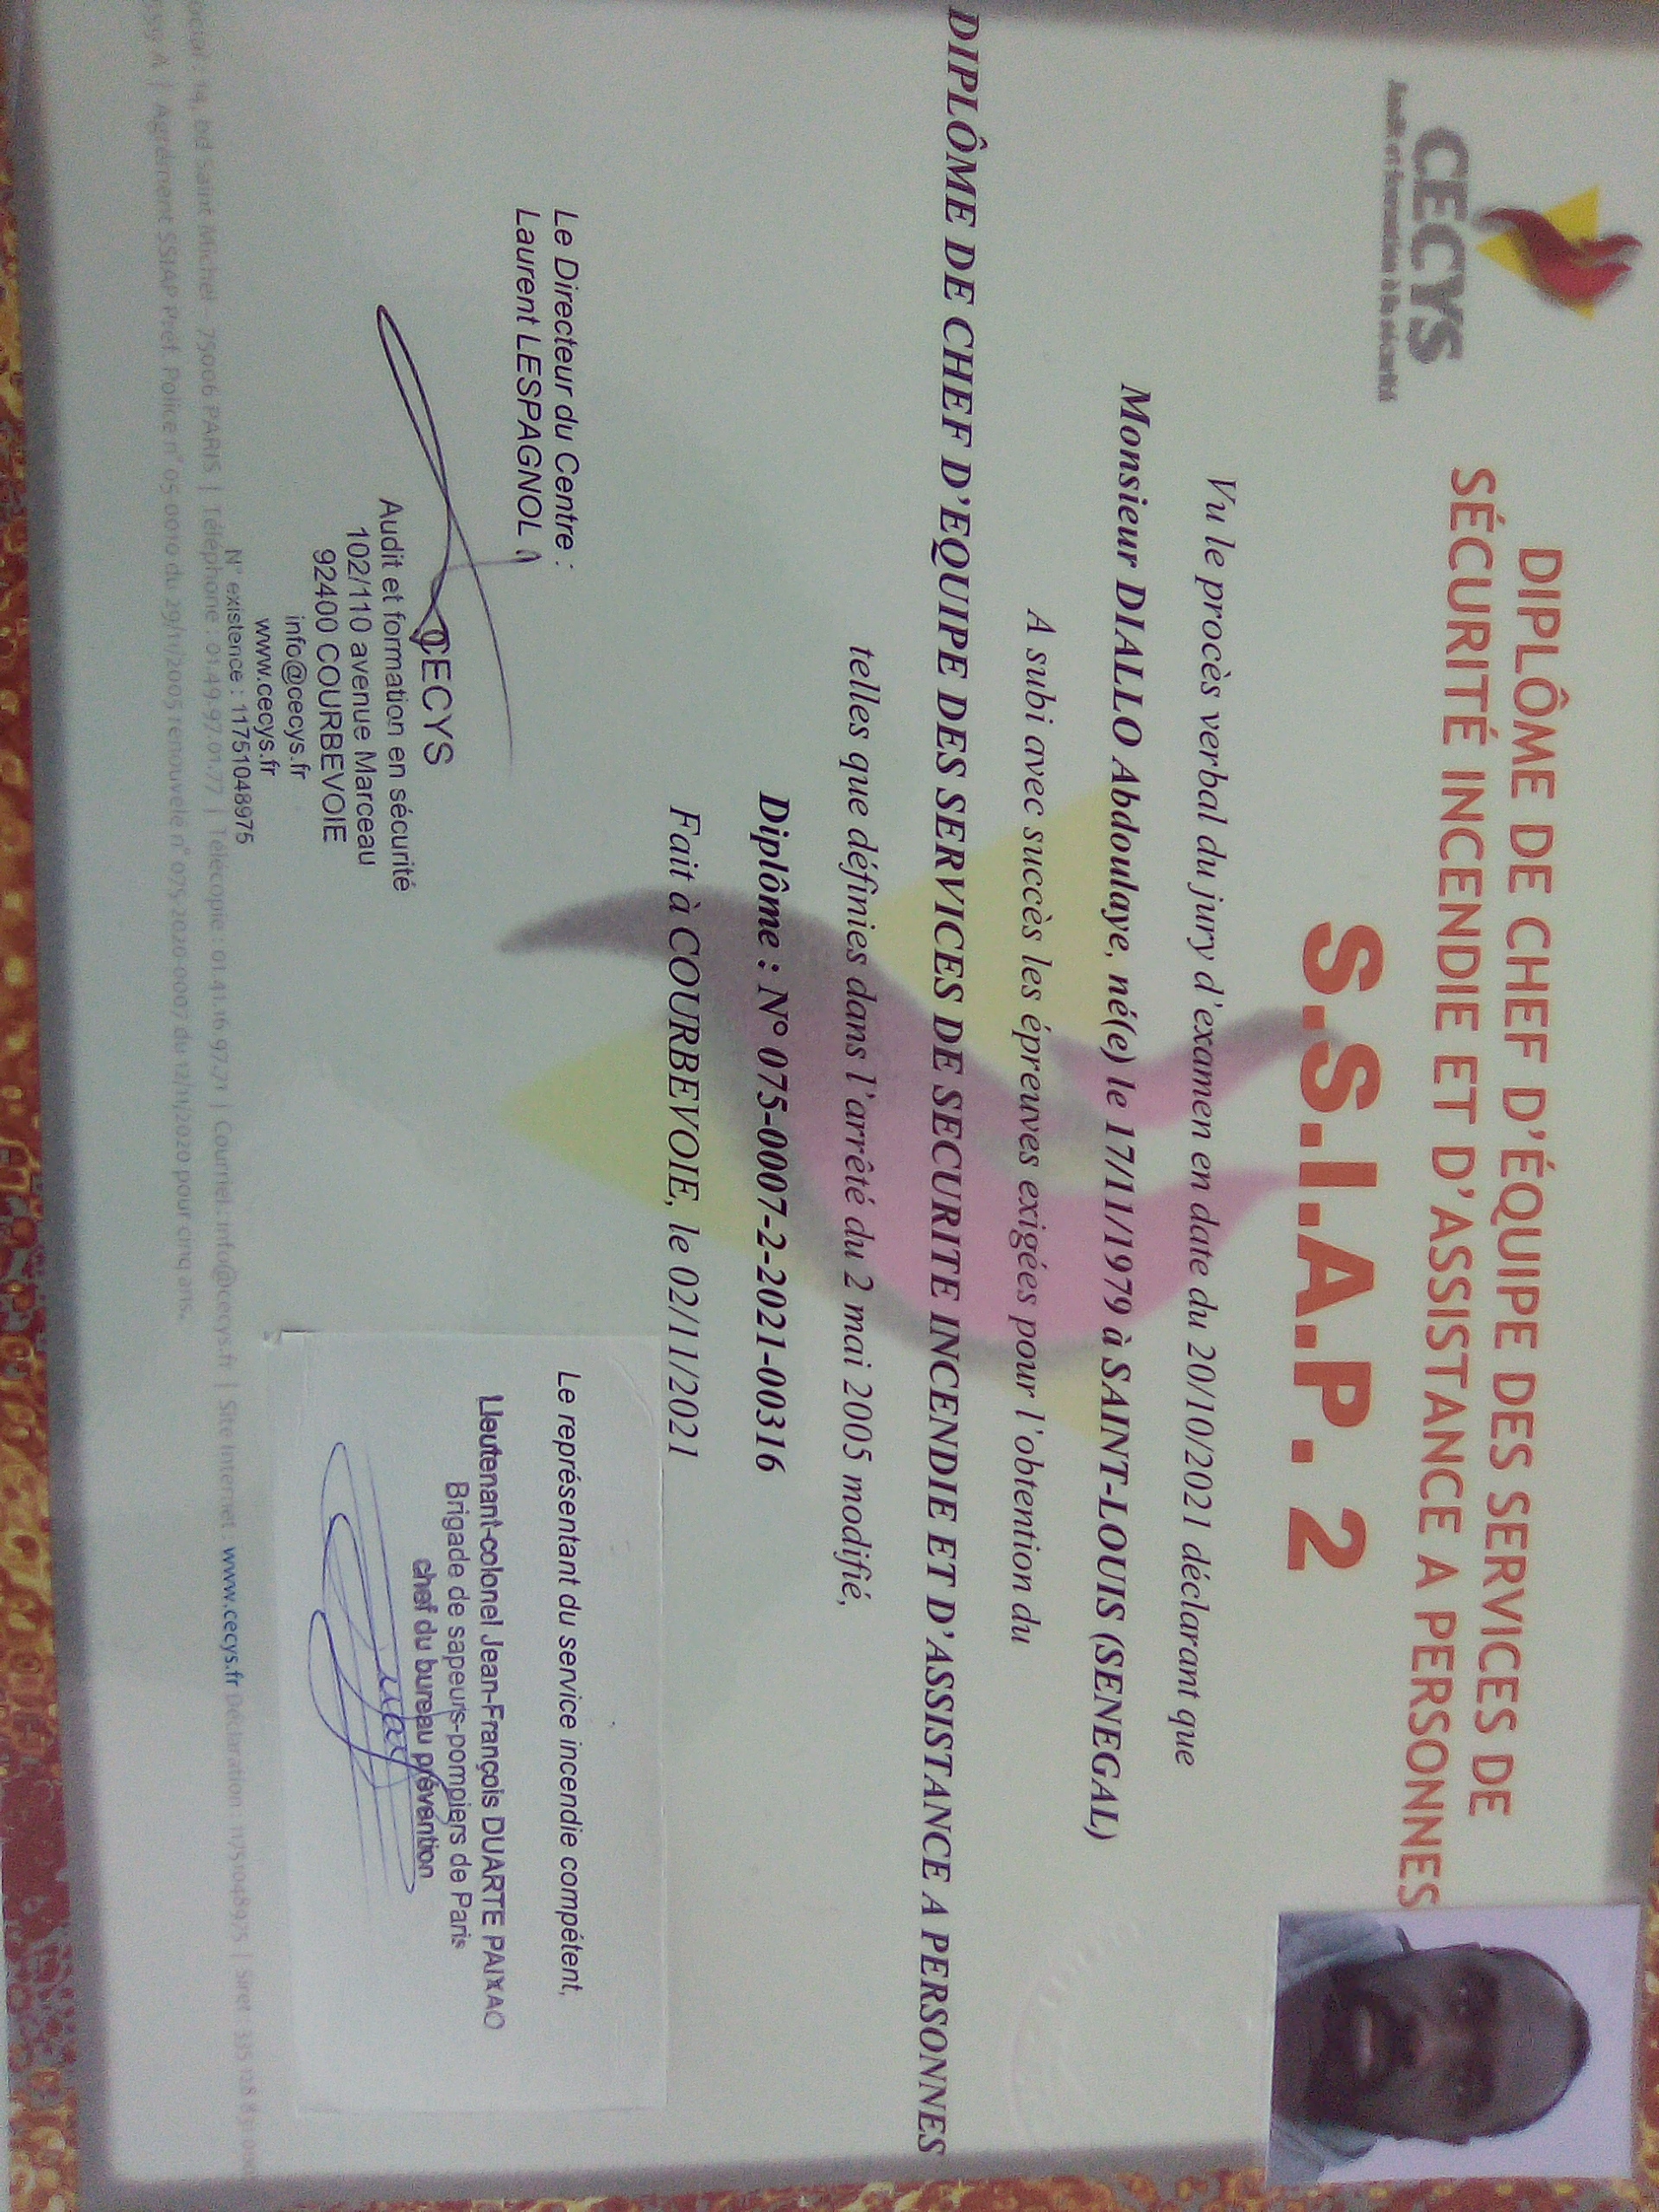 CECYS
Audit et formation à la sécurité
DIPLÔME DE CHEF D'ÉQUIPE DES SERVICES DE
SÉCURITÉ INCENDIE ET D'ASSISTANCE A PERSONNES
S.S.I.A.P. 2
Vu le procès verbal du jury d'examen en date du 20/10/2021 déclarant que
Monsieur DIALLO Abdoulaye, né(e) le 17/11/1979 à SAINT-LOUIS (SENEGAL)
A subi avec succès les épreuves exigées pour l'obtention du
DIPLÔME DE CHEF D'EQUIPE DES SERVICES DE SECURITE INCENDIE ET D'ASSISTANCE A PERSONNES
telles que définies dans l'arrêté du 2 mai 2005 modifié,
Diplôme : N° 075-0007-2-2021-00316
Fait à COURBEVOIE, le 02/11/2021
Le Directeur du Centre :
Laurent LESPAGNOL
CECYS
Audit et formation en sécurité
102/110 avenue Marceau
92400 COURBEVOIE
info@cecys.fr
www.cecys.fr
N° existence : 11751048975
Le représentant du service incendie compétent,
Lieutenant-colonel Jean-François DUARTE PAIXAO
Brigade de sapeurs-pompiers de Paris
chef du bureau prévention
: 14, bd Saint Michel - 75006 PARIS | Téléphone : 01.49.97.01.77 | Télécopie : 01.41.16.97.71 | Courriel : info@cecys.fr | Site Internet : www.cecys.fr Déclaration : 11751048975 | Siret : 335 128 831
A | Agrément SSIAP Préf. Police n° 05-0010 du 29/11/2005 renouvelé n° 075-2020-0007 du 12/11/2020 pour cinq ans.